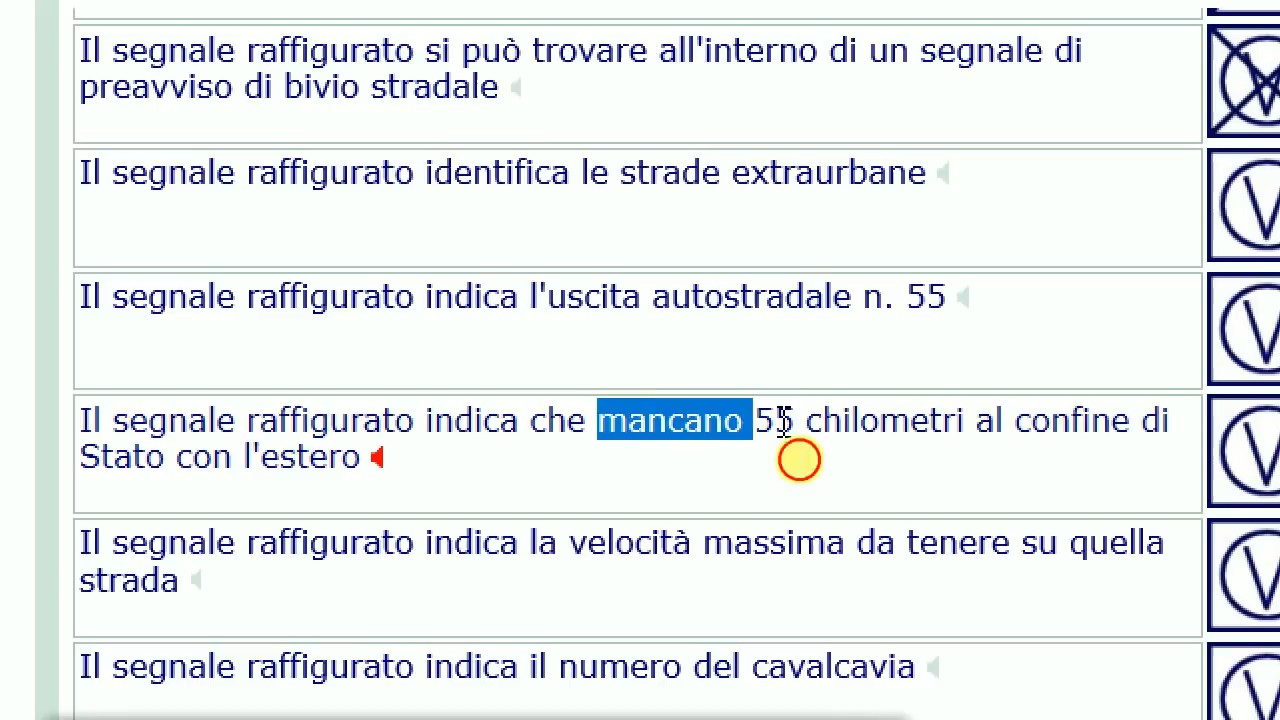 Il segnale raffigurato si può trovare all'interno di un segnale di
preavviso di bivio stradale
V
Il segnale raffigurato identifica le strade extraurbane
V
Il segnale raffigurato indica l'uscita autostradale n. 55
V
Il segnale raffigurato indica che mancano 55 chilometri al confine di
Stato con l'estero
V
Il segnale raffigurato indica la velocità massima da tenere su quella
strada
V
Il segnale raffigurato indica il numero del cavalcavia
V